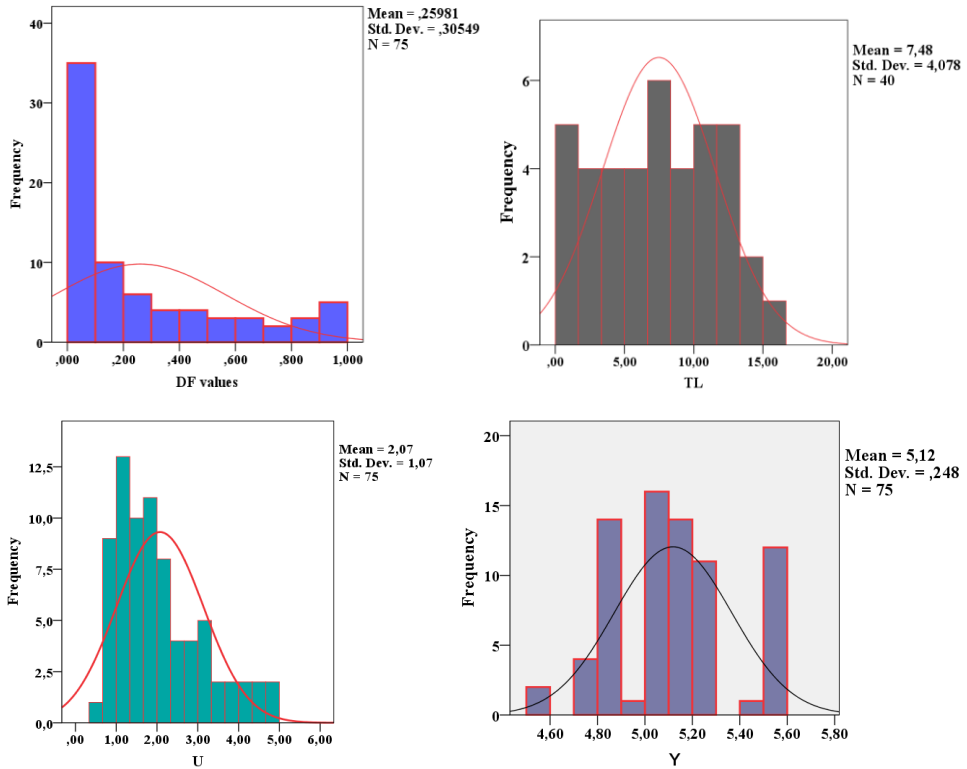 Mean = ,25981
Std. Dev. = ,30549
N = 75
40
30
20
10
0
Frequency
,000 ,200 ,400 ,600 ,800 1,000
DF values
Mean = 7,48
Std. Dev. = 4,078
N = 40
6
4
2
0
Frequency
,00 5,00 10,00 15,00 20,00
TL
Mean = 2,07
Std. Dev. = 1,07
N = 75
12,5
10,0
7,5
5,0
2,5
0,0
Frequency
,00 1,00 2,00 3,00 4,00 5,00 6,00
U
Mean = 5,12
Std. Dev. = ,248
N = 75
20
15
10
5
0
Frequency
4,60 4,80 5,00 5,20 5,40 5,60 5,80
Y